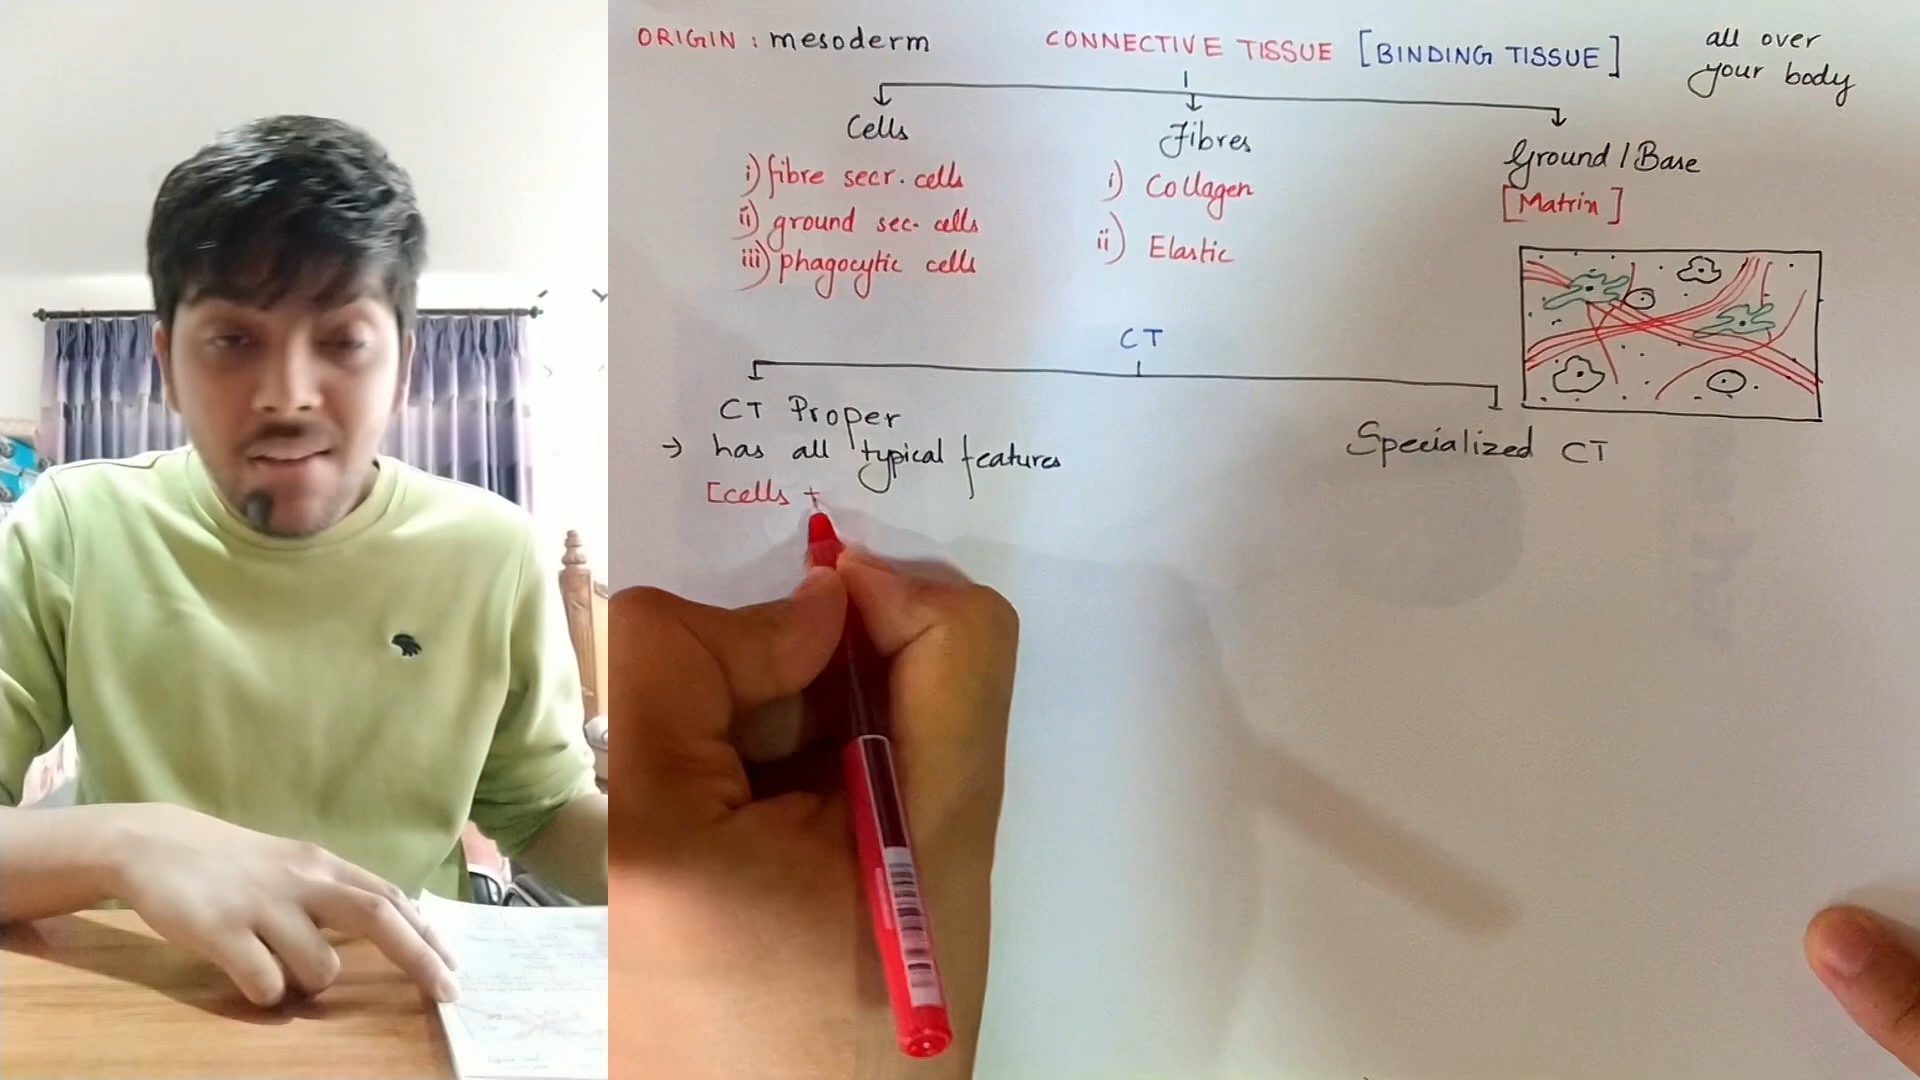 ORIGIN : mesoderm
CONNECTIVE TISSUE [BINDING TISSUE]
all over
your body
Cells
i) fibre secr. cells
ii) ground sec. cells
iii) phagocytic cells
Fibres
i) Collagen
ii) Elastic
Ground / Base
[Matrix]
CT
CT Proper
→ has all typical features
[cells +
Specialized CT